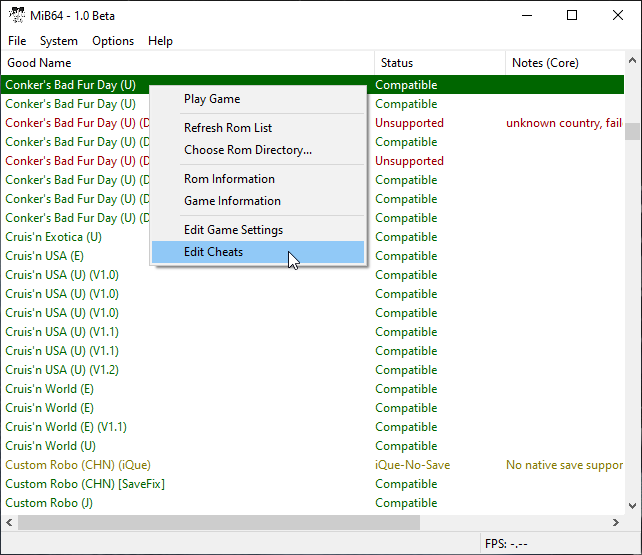 MiB64 - 1.0 Beta
File System Options Help
Good Name Status Notes (Core)
Conker's Bad Fur Day (U) Compatible
Conker's Bad Fur Day (U) Compatible
Conker's Bad Fur Day (U) (D Unsupported unknown country, fail
Conker's Bad Fur Day (U) (D Compatible
Conker's Bad Fur Day (U) (D Unsupported
Conker's Bad Fur Day (U) (D Compatible
Conker's Bad Fur Day (U) (D Compatible
Conker's Bad Fur Day (U) (D Compatible
Cruis'n Exotica (U) Compatible
Cruis'n USA (E) Compatible
Cruis'n USA (U) (V1.0) Compatible
Cruis'n USA (U) (V1.0) Compatible
Cruis'n USA (U) (V1.0) Compatible
Cruis'n USA (U) (V1.1) Compatible
Cruis'n USA (U) (V1.1) Compatible
Cruis'n USA (U) (V1.2) Compatible
Cruis'n World (E) Compatible
Cruis'n World (E) Compatible
Cruis'n World (E) (V1.1) Compatible
Cruis'n World (U) Compatible
Custom Robo (CHN) (iQue) iQue-No-Save No native save suppor
Custom Robo (CHN) [SaveFix] Compatible
Custom Robo (J) Compatible
Play Game
Refresh Rom List
Choose Rom Directory...
Rom Information
Game Information
Edit Game Settings
Edit Cheats
FPS: -.--